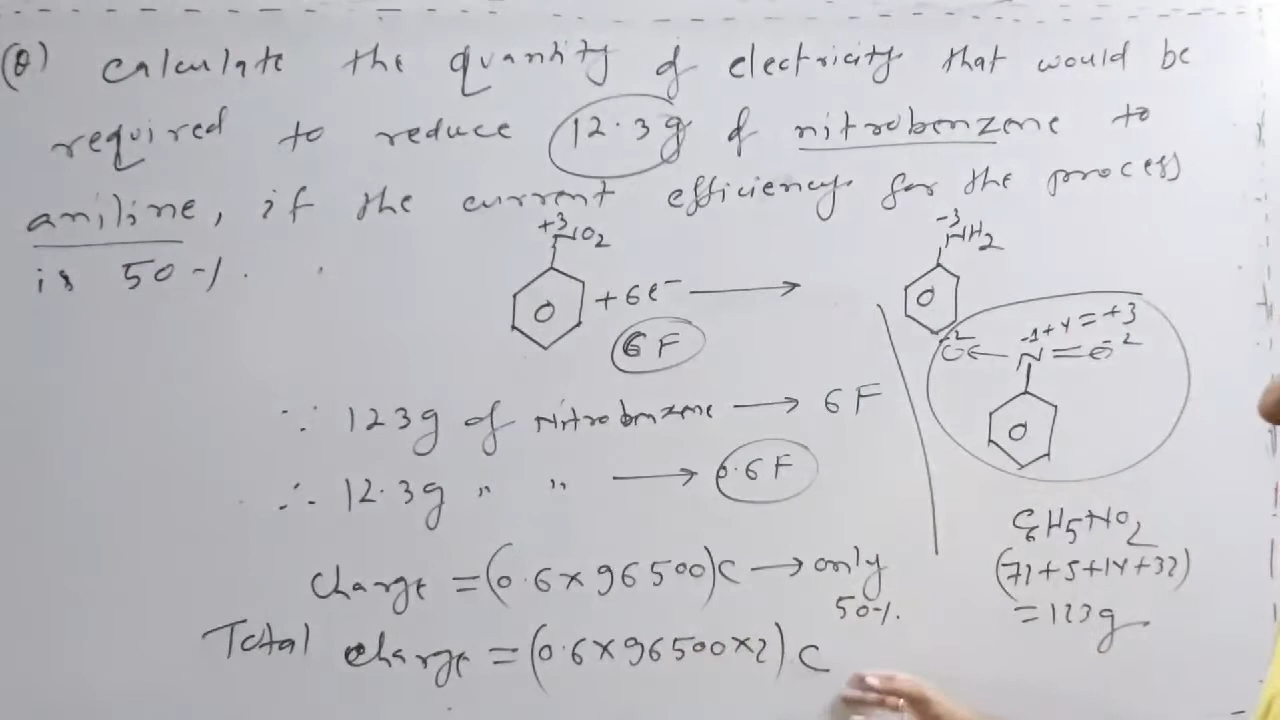 (Q) Calculate the quantity of electricity that would be
required to reduce 12.3g of nitrobenzene to
aniline, if the current efficiency for the process
is 50%.
+3
NO2
-3
NH2
+ 6e- ⟶
6F
-2 O ← N = O -2
-1+4=+3
∵ 123g of Nitrobenzene ⟶ 6F
∴ 12.3g " " ⟶ 0.6F
C6H5NO2
(72+5+14+32)
=123g
Charge = (0.6×96500)C → only
50%.
Total charge = (0.6×96500×2) C